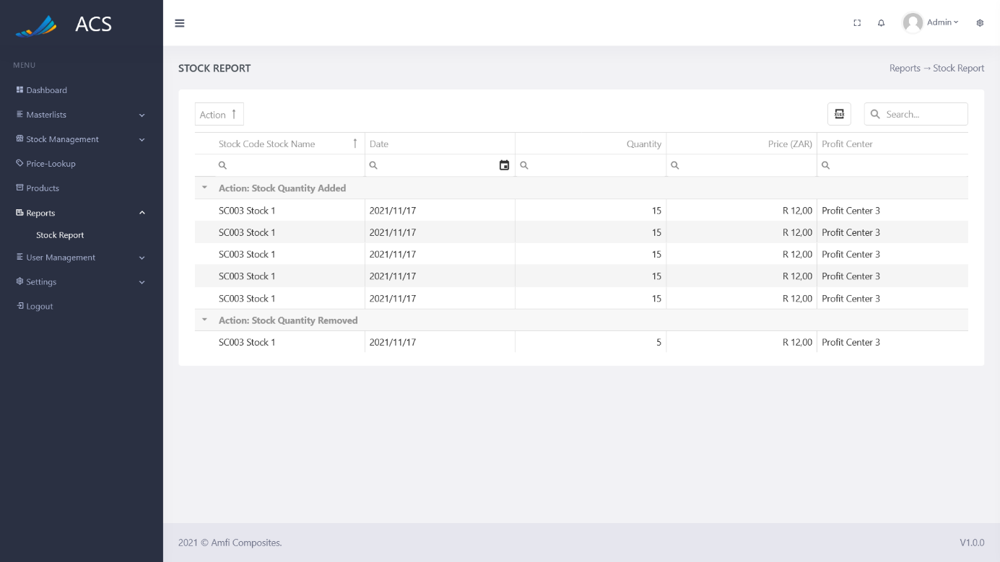 ACS
Admin
MENU
Dashboard
Masterlists
Stock Management
Price-Lookup
Products
Reports
Stock Report
User Management
Settings
Logout
STOCK REPORT
Reports → Stock Report
Action ↑
XLSX
Search...
Stock Code Stock Name ↑ Date Quantity Price (ZAR) Profit Center
Action: Stock Quantity Added
SC003 Stock 1 2021/11/17 15 R 12,00 Profit Center 3
SC003 Stock 1 2021/11/17 15 R 12,00 Profit Center 3
SC003 Stock 1 2021/11/17 15 R 12,00 Profit Center 3
SC003 Stock 1 2021/11/17 15 R 12,00 Profit Center 3
SC003 Stock 1 2021/11/17 15 R 12,00 Profit Center 3
Action: Stock Quantity Removed
SC003 Stock 1 2021/11/17 5 R 12,00 Profit Center 3
2021 © Amfi Composites.
V1.0.0